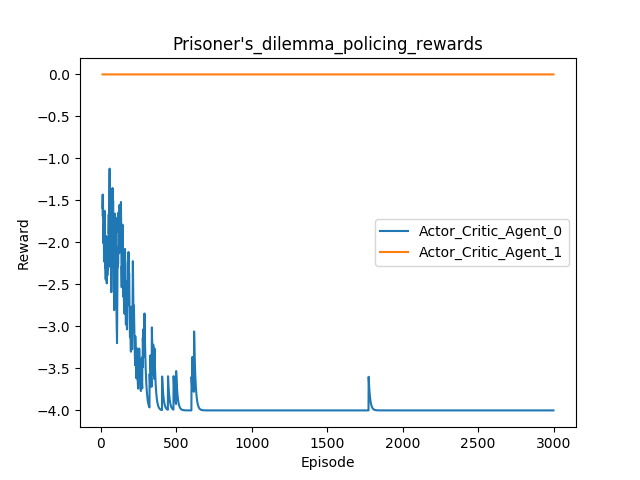 Prisoner's_dilemma_policing_rewards
0.0
−0.5
−1.0
−1.5
−2.0
−2.5
−3.0
−3.5
−4.0
Reward
Actor_Critic_Agent_0
Actor_Critic_Agent_1
0 500 1000 1500 2000 2500 3000
Episode